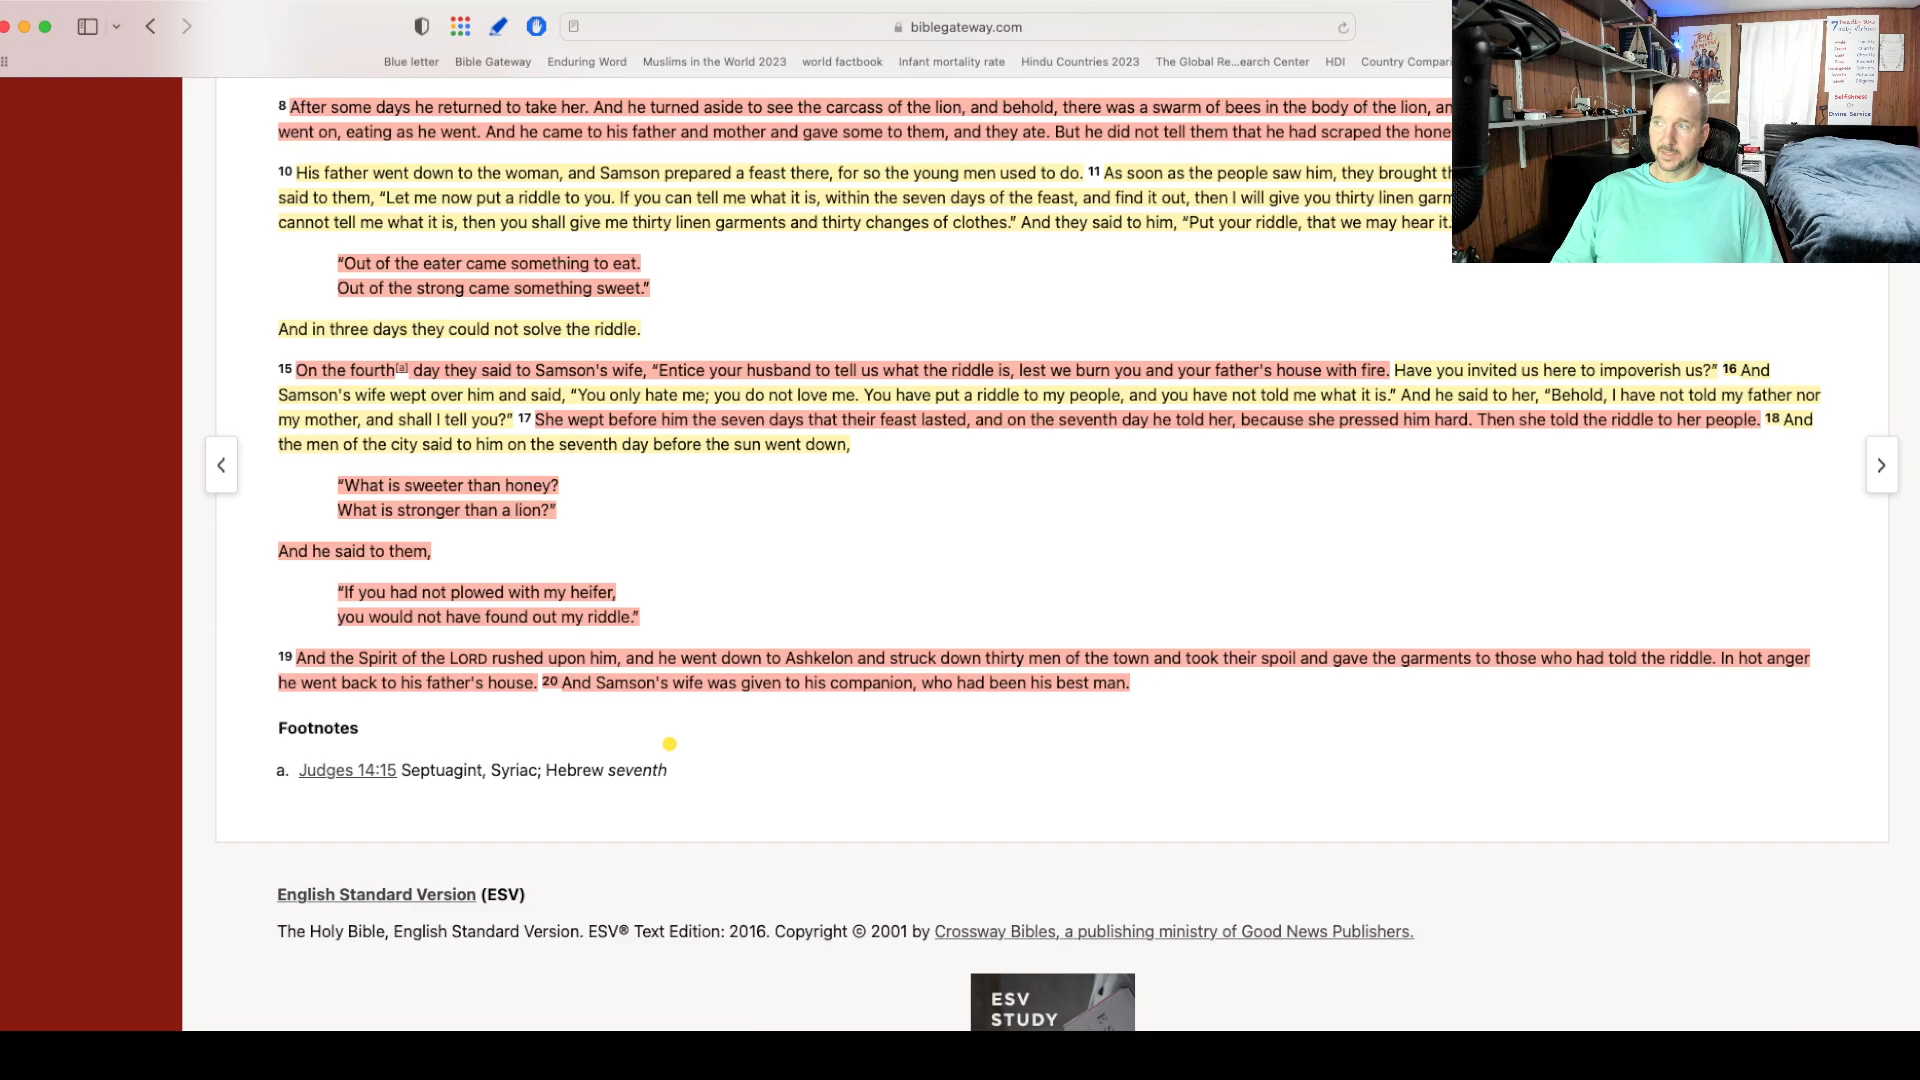 biblegateway.com
Blue letter Bible Gateway Enduring Word Muslims in the World 2023 world factbook Infant mortality rate Hindu Countries 2023 The Global Re...earch Center HDI Country Compari
7 Deadly Sins
Holy Virtues
Selfishness
Or
Divine Service
8 After some days he returned to take her. And he turned aside to see the carcass of the lion, and behold, there was a swarm of bees in the body of the lion, an
went on, eating as he went. And he came to his father and mother and gave some to them, and they ate. But he did not tell them that he had scraped the hone
10 His father went down to the woman, and Samson prepared a feast there, for so the young men used to do. 11 As soon as the people saw him, they brought th
said to them, “Let me now put a riddle to you. If you can tell me what it is, within the seven days of the feast, and find it out, then I will give you thirty linen garm
cannot tell me what it is, then you shall give me thirty linen garments and thirty changes of clothes.” And they said to him, “Put your riddle, that we may hear it.
“Out of the eater came something to eat.
Out of the strong came something sweet.”
And in three days they could not solve the riddle.
15 On the fourth[a] day they said to Samson's wife, “Entice your husband to tell us what the riddle is, lest we burn you and your father's house with fire. Have you invited us here to impoverish us?” 16 And
Samson's wife wept over him and said, “You only hate me; you do not love me. You have put a riddle to my people, and you have not told me what it is.” And he said to her, “Behold, I have not told my father nor
my mother, and shall I tell you?” 17 She wept before him the seven days that their feast lasted, and on the seventh day he told her, because she pressed him hard. Then she told the riddle to her people. 18 And
the men of the city said to him on the seventh day before the sun went down,
“What is sweeter than honey?
What is stronger than a lion?”
And he said to them,
“If you had not plowed with my heifer,
you would not have found out my riddle.”
19 And the Spirit of the LORD rushed upon him, and he went down to Ashkelon and struck down thirty men of the town and took their spoil and gave the garments to those who had told the riddle. In hot anger
he went back to his father's house. 20 And Samson's wife was given to his companion, who had been his best man.
Footnotes
a. Judges 14:15 Septuagint, Syriac; Hebrew seventh
English Standard Version (ESV)
The Holy Bible, English Standard Version. ESV® Text Edition: 2016. Copyright © 2001 by Crossway Bibles, a publishing ministry of Good News Publishers.
ESV
STUDY